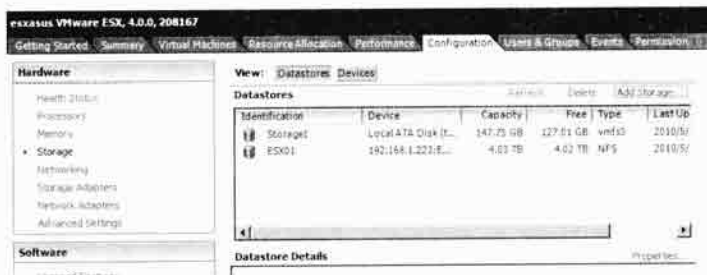 esxasus VMware ESX, 4.0.0, 208167
Getting Started Summary Virtual Machines Resource Allocation Performance Configuration Users & Groups Events Permission
Hardware
Health Status
Processors
Memory
Storage
Networking
Storage Adapters
Network Adapters
Advanced Settings
Software
View: Datastores Devices
Datastores Refresh Delete Add Storage...
Identification Device Capacity Free Type Last Up
Storage1 Local ATA Disk (t... 147.75 GB 127.01 GB vmfs3 2010/5/
ESX01 192.168.1.223:E... 4.03 TB 4.02 TB NFS 2010/5/
Datastore Details Properties...